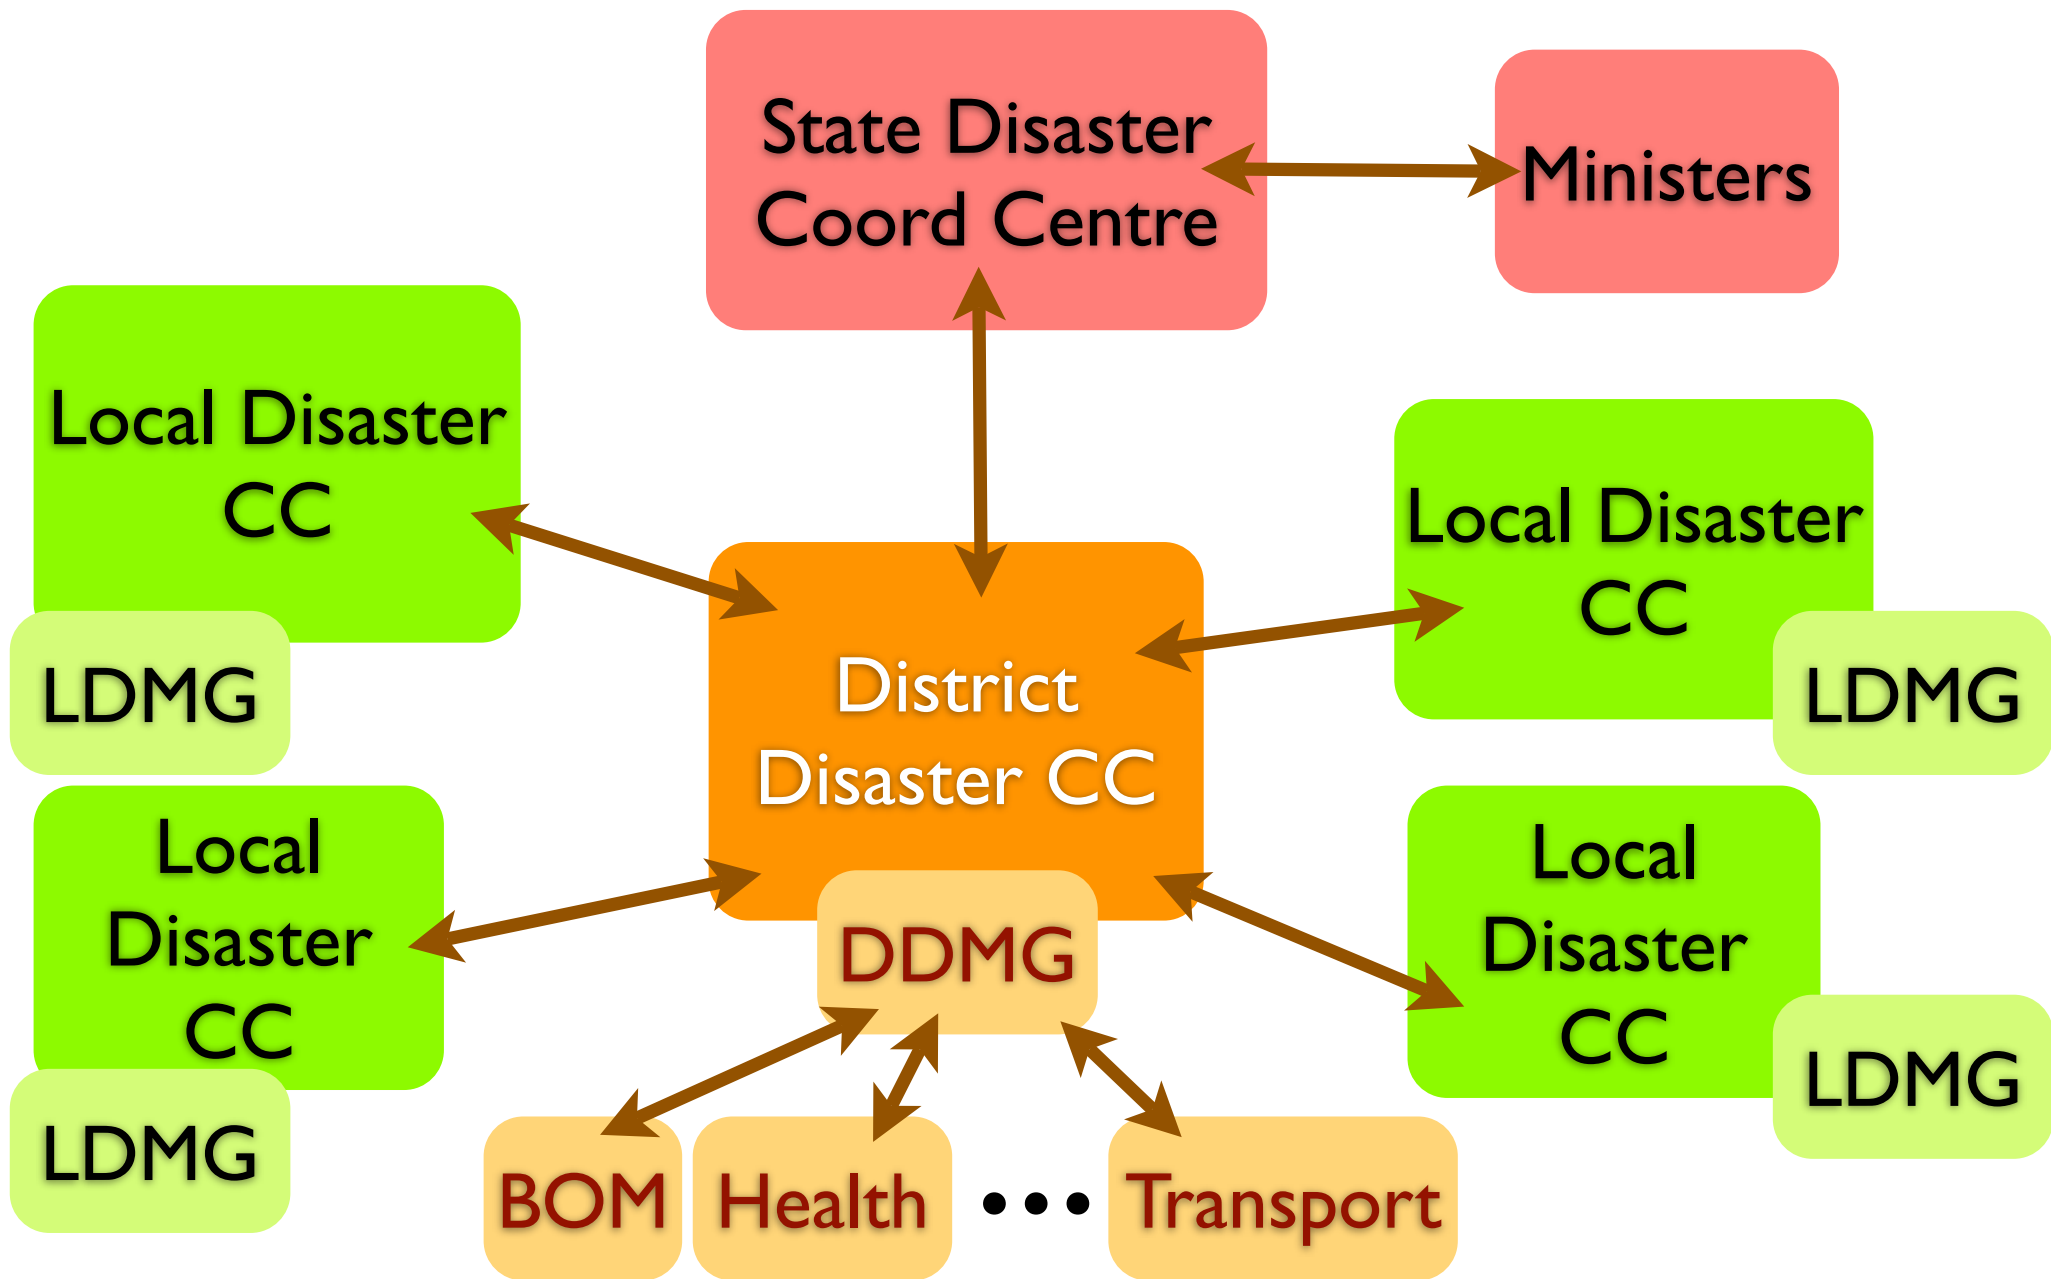 State Disaster
Coord Centre
Ministers
Local Disaster
CC
LDMG
Local Disaster
CC
LDMG
District
Disaster CC
DDMG
Local
Disaster
CC
LDMG
Local
Disaster
CC
LDMG
BOM
Health
...
Transport